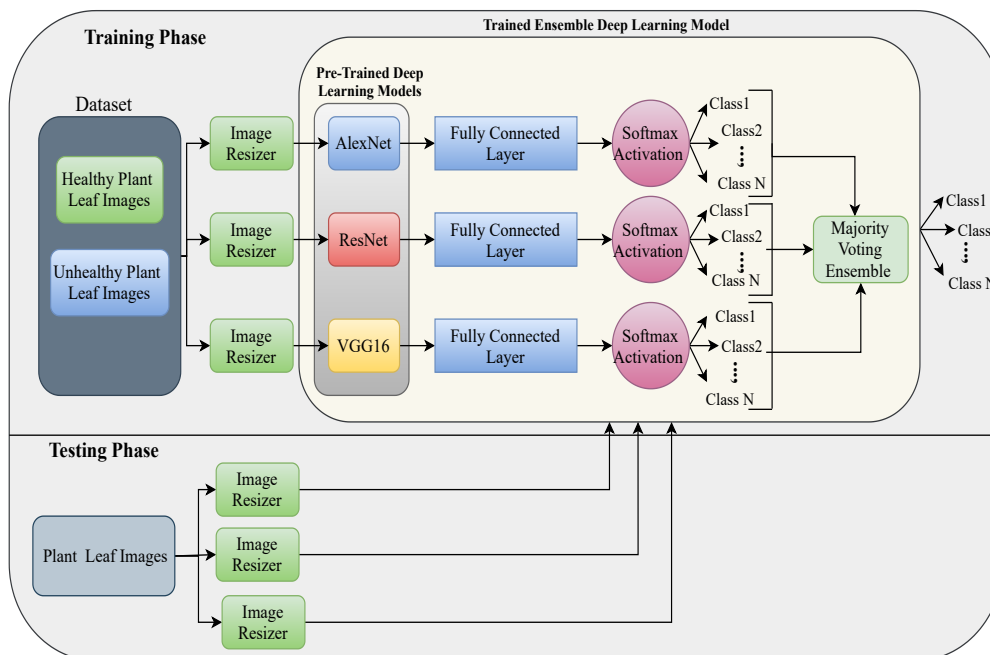 Trained Ensemble Deep Learning Model
Training Phase
Pre-Trained Deep
Learning Models
Dataset
Healthy Plant
Leaf Images
Unhealthy Plant
Leaf Images
Image
Resizer
AlexNet
Fully Connected
Layer
Softmax
Activation
Class1
Class2
Class N
Image
Resizer
ResNet
Fully Connected
Layer
Softmax
Activation
Class1
Class2
Class N
Image
Resizer
VGG16
Fully Connected
Layer
Softmax
Activation
Class1
Class2
Class N
Majority
Voting
Ensemble
Class1
Class
Class N
Testing Phase
Plant Leaf Images
Image
Resizer
Image
Resizer
Image
Resizer